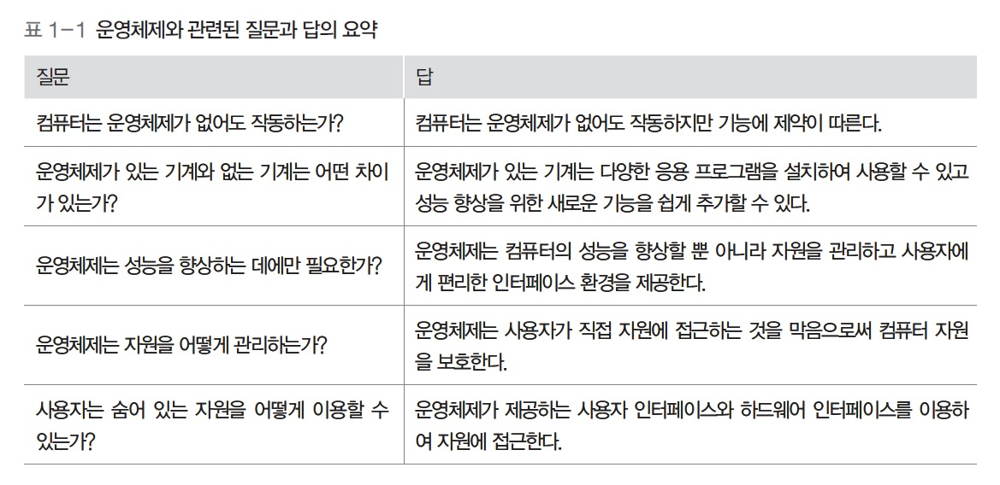 표 1-1 운영체제와 관련된 질문과 답의 요약
질문
답
컴퓨터는 운영체제가 없어도 작동하는가?
컴퓨터는 운영체제가 없어도 작동하지만 기능에 제약이 따른다.
운영체제가 있는 기계와 없는 기계는 어떤 차이
가 있는가?
운영체제가 있는 기계는 다양한 응용 프로그램을 설치하여 사용할 수 있고
성능 향상을 위한 새로운 기능을 쉽게 추가할 수 있다.
운영체제는 성능을 향상하는 데에만 필요한가?
운영체제는 컴퓨터의 성능을 향상할 뿐 아니라 자원을 관리하고 사용자에
게 편리한 인터페이스 환경을 제공한다.
운영체제는 자원을 어떻게 관리하는가?
운영체제는 사용자가 직접 자원에 접근하는 것을 막음으로써 컴퓨터 자원
을 보호한다.
사용자는 숨어 있는 자원을 어떻게 이용할 수
있는가?
운영체제가 제공하는 사용자 인터페이스와 하드웨어 인터페이스를 이용하
여 자원에 접근한다.